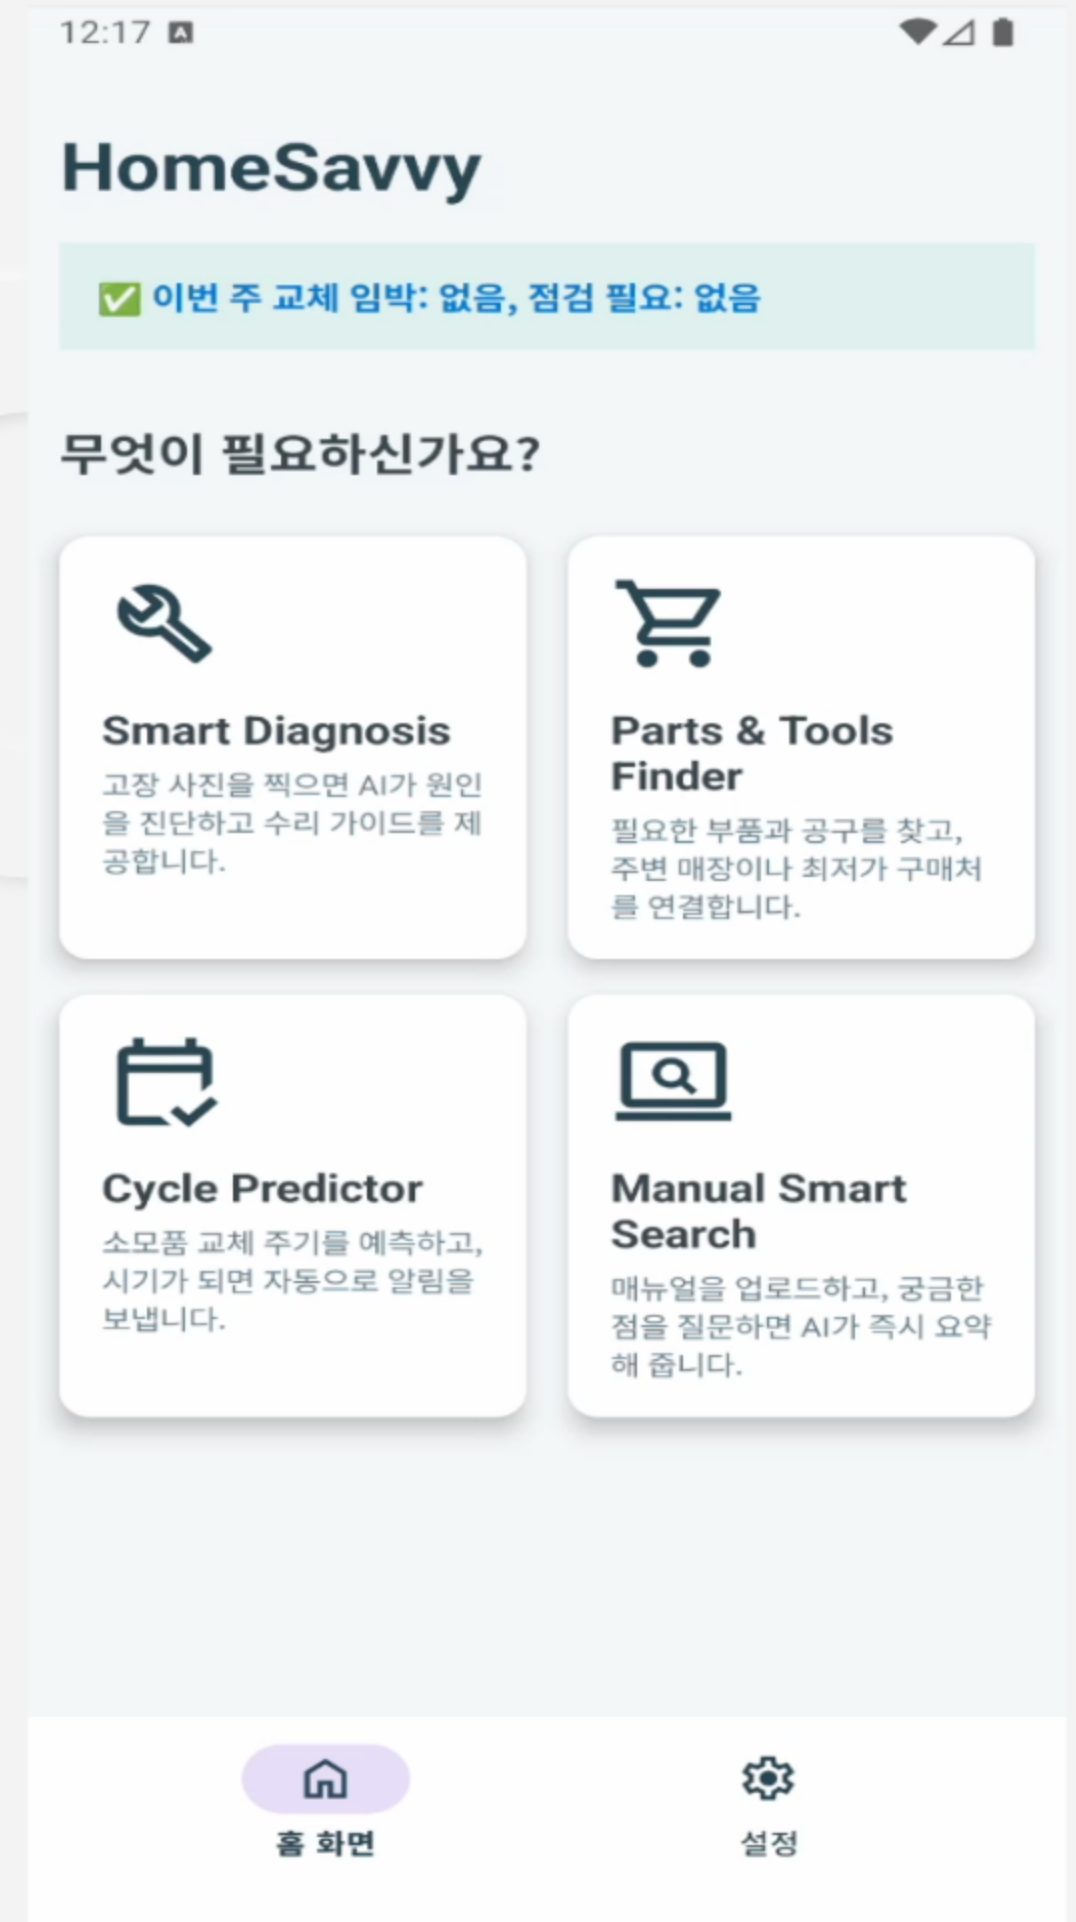 12:17
HomeSavvy
✅ 이번 주 교체 임박: 없음, 점검 필요: 없음
무엇이 필요하신가요?
Smart Diagnosis
고장 사진을 찍으면 AI가 원인
을 진단하고 수리 가이드를 제
공합니다.
Parts & Tools
Finder
필요한 부품과 공구를 찾고,
주변 매장이나 최저가 구매처
를 연결합니다.
Cycle Predictor
소모품 교체 주기를 예측하고,
시기가 되면 자동으로 알림을
보냅니다.
Manual Smart
Search
매뉴얼을 업로드하고, 궁금한
점을 질문하면 AI가 즉시 요약
해 줍니다.
홈 화면
설정